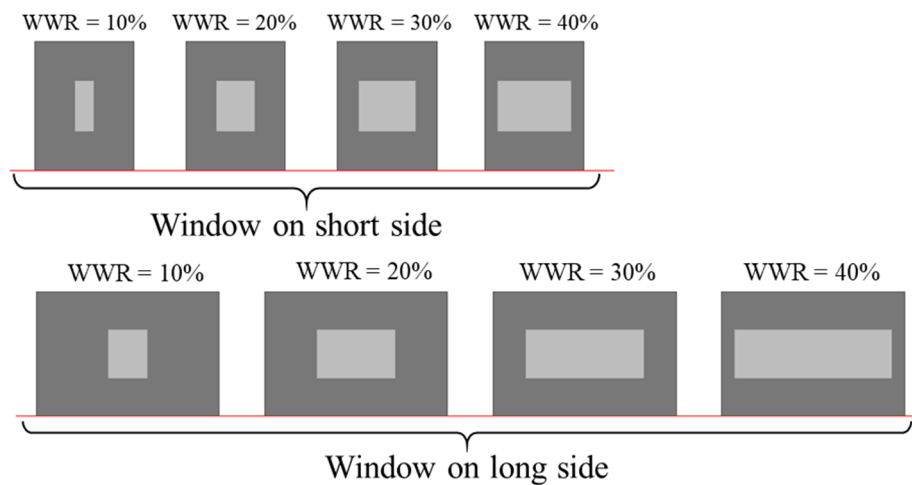 WWR = 10% WWR = 20% WWR = 30% WWR = 40%
Window on short side
WWR = 10% WWR = 20% WWR = 30% WWR = 40%
Window on long side